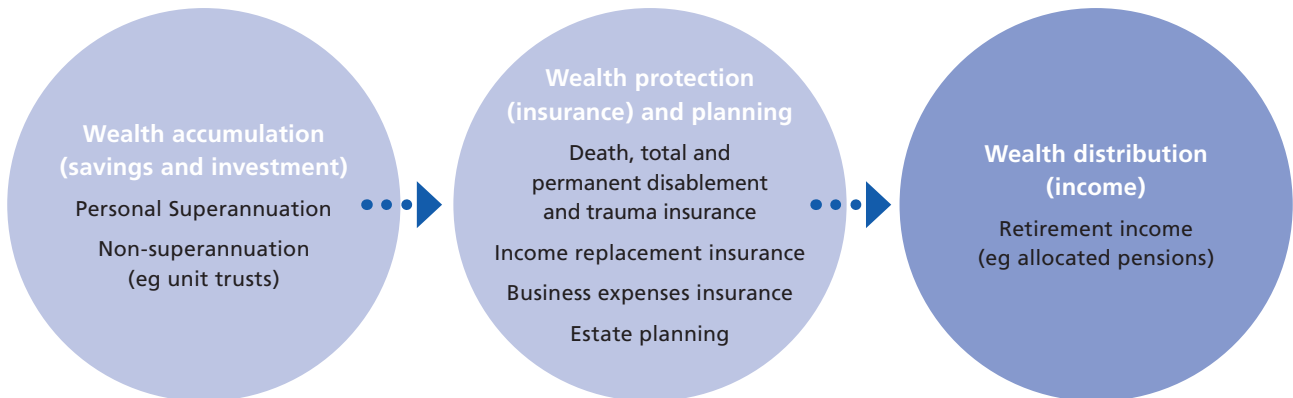 Wealth accumulation
(savings and investment)
Personal Superannuation
Non-superannuation
(eg unit trusts)
Wealth protection
(insurance) and planning
Death, total and
permanent disablement
and trauma insurance
Income replacement insurance
Business expenses insurance
Estate planning
Wealth distribution
(income)
Retirement income
(eg allocated pensions)